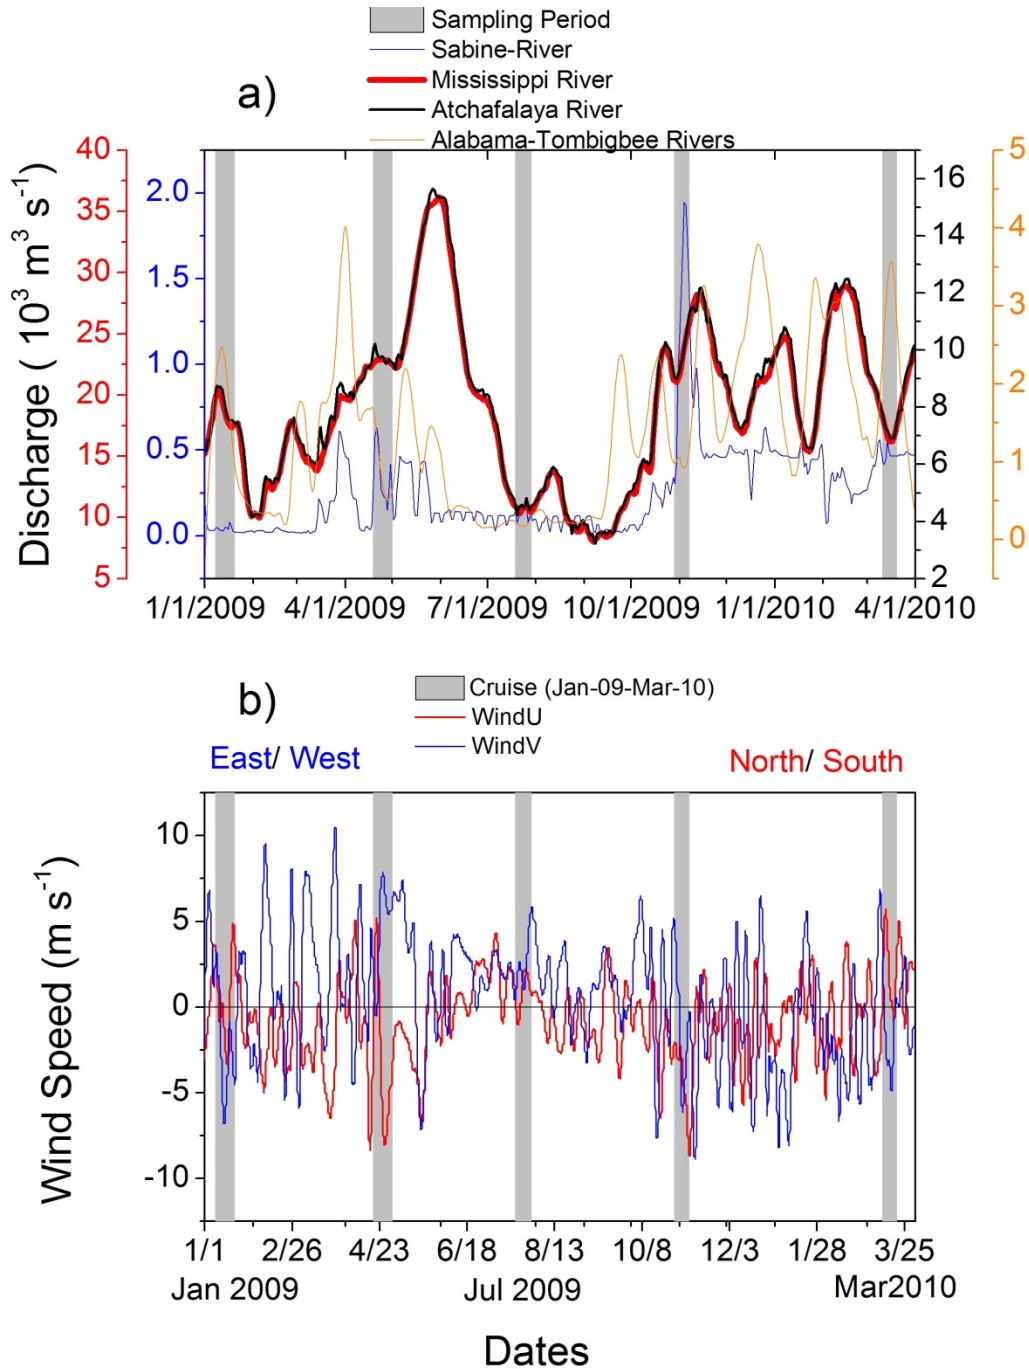 Sampling Period
Sabine-River
Mississippi River
Atchafalaya River
Alabama-Tombigbee Rivers
a)
Discharge ( 10³ m³ s⁻¹)
40
35
30
25
20
15
10
5
2.0
1.5
1.0
0.5
0.0
16
14
12
10
8
6
4
2
5
4
3
2
1
0
1/1/2009 4/1/2009 7/1/2009 10/1/2009 1/1/2010 4/1/2010
b)
Cruise (Jan-09-Mar-10)
WindU
WindV
East/ West
North/ South
Wind Speed (m s⁻¹)
10
5
0
-5
-10
1/1 2/26 4/23 6/18 8/13 10/8 12/3 1/28 3/25
Jan 2009 Jul 2009 Mar2010
Dates